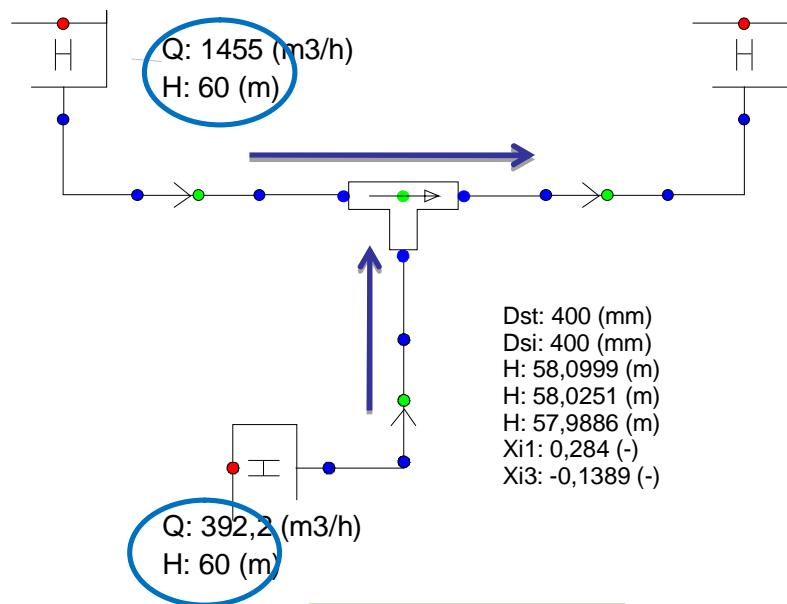 H
Q: 1455 (m3/h)
H: 60 (m)
H
Dst: 400 (mm)
Dsi: 400 (mm)
H: 58,0999 (m)
H: 58,0251 (m)
H: 57,9886 (m)
Xi1: 0,284 (-)
Xi3: -0,1389 (-)
H
Q: 392,2 (m3/h)
H: 60 (m)